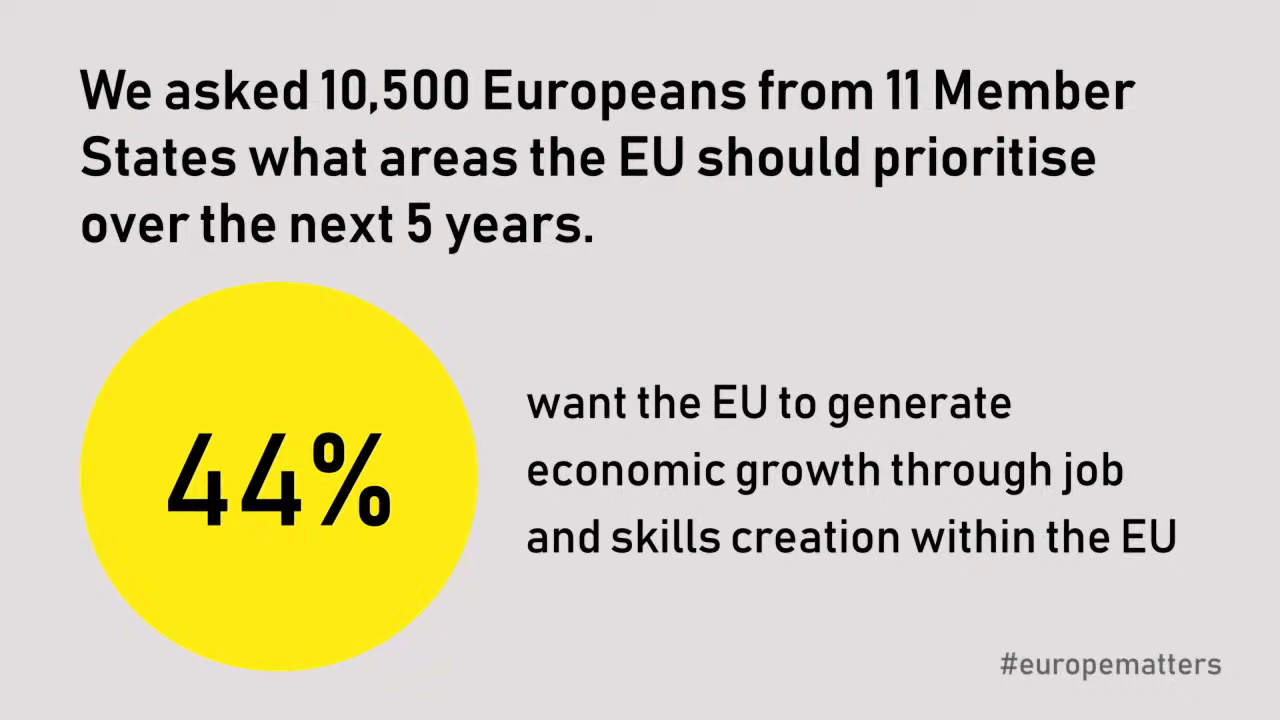 We asked 10,500 Europeans from 11 Member
States what areas the EU should prioritise
over the next 5 years.
44%
want the EU to generate
economic growth through job
and skills creation within the EU
#europematters